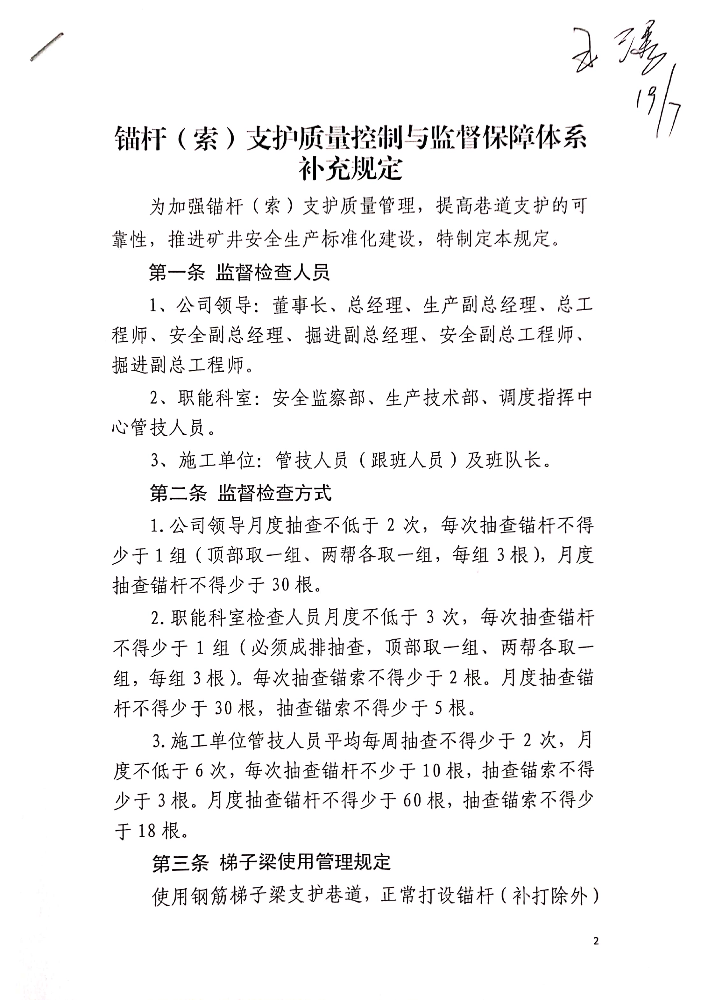 19/7
锚杆（索）支护质量控制与监督保障体系
补充规定
为加强锚杆（索）支护质量管理，提高巷道支护的可
靠性，推进矿井安全生产标准化建设，特制定本规定。
第一条 监督检查人员
1、公司领导：董事长、总经理、生产副总经理、总工
程师、安全副总经理、掘进副总经理、安全副总工程师、
掘进副总工程师。
2、职能科室：安全监察部、生产技术部、调度指挥中
心管技人员。
3、施工单位：管技人员（跟班人员）及班队长。
第二条 监督检查方式
1.公司领导月度抽查不低于 2 次，每次抽查锚杆不得
少于 1 组（顶部取一组、两帮各取一组，每组 3 根），月度
抽查锚杆不得少于 30 根。
2.职能科室检查人员月度不低于 3 次，每次抽查锚杆
不得少于 1 组（必须成排抽查，顶部取一组、两帮各取一
组，每组 3 根）。每次抽查锚索不得少于 2 根。月度抽查锚
杆不得少于 30 根，抽查锚索不得少于 5 根。
3.施工单位管技人员平均每周抽查不得少于 2 次，月
度不低于 6 次，每次抽查锚杆不少于 10 根，抽查锚索不得
少于 3 根。月度抽查锚杆不得少于 60 根，抽查锚索不得少
于 18 根。
第三条 梯子梁使用管理规定
使用钢筋梯子梁支护巷道，正常打设锚杆（补打除外）
2